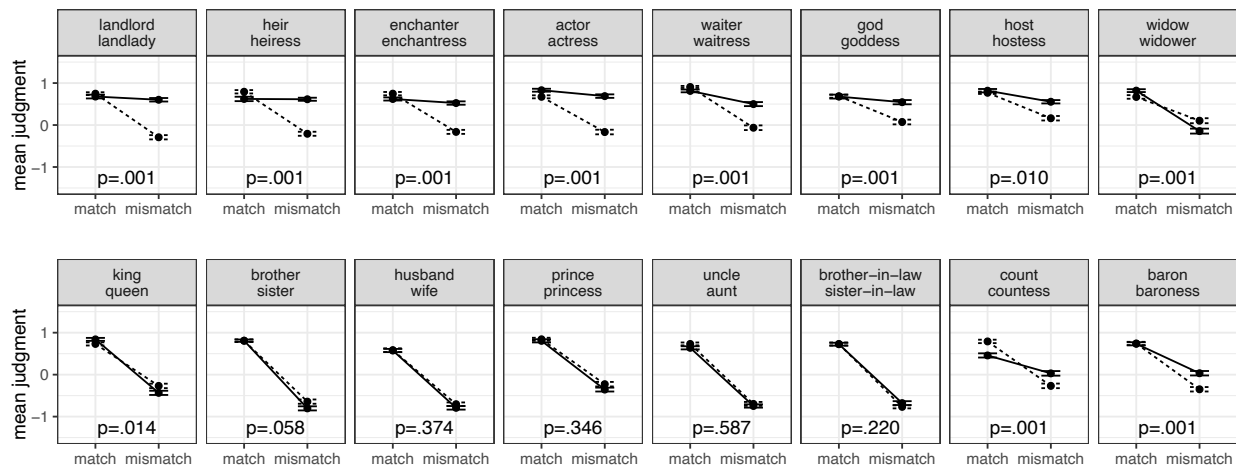 landlord heir enchanter actor waiter god host widow
landlady heiress enchantress actress waitress goddess hostess widower
mean judgment
1
0
−1
p=.001 p=.001 p=.001 p=.001 p=.001 p=.001 p=.010 p=.001
match mismatch match mismatch match mismatch match mismatch match mismatch match mismatch match mismatch match mismatch
king brother husband prince uncle brother−in−law count baron
queen sister wife princess aunt sister−in−law countess baroness
mean judgment
1
0
−1
p=.014 p=.058 p=.374 p=.346 p=.587 p=.220 p=.001 p=.001
match mismatch match mismatch match mismatch match mismatch match mismatch match mismatch match mismatch match mismatch